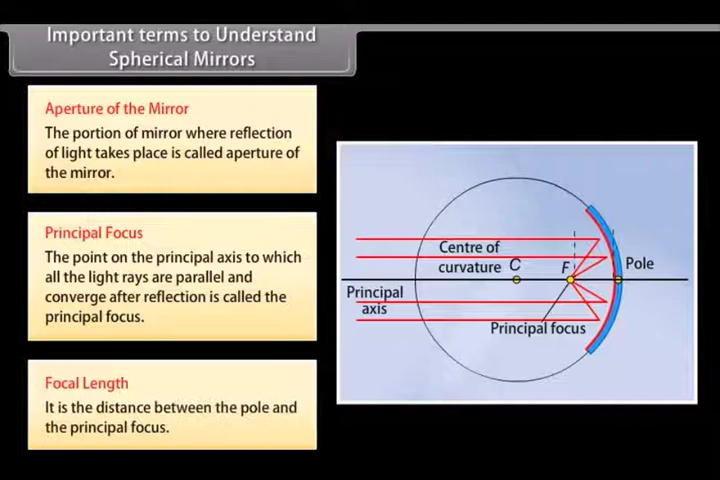 Important terms to Understand
Spherical Mirrors
Aperture of the Mirror
The portion of mirror where reflection
of light takes place is called aperture of
the mirror.
Principal Focus
The point on the principal axis to which
all the light rays are parallel and
converge after reflection is called the
principal focus.
Focal Length
It is the distance between the pole and
the principal focus.
Centre of
curvature C
F
Pole
Principal
axis
Principal focus